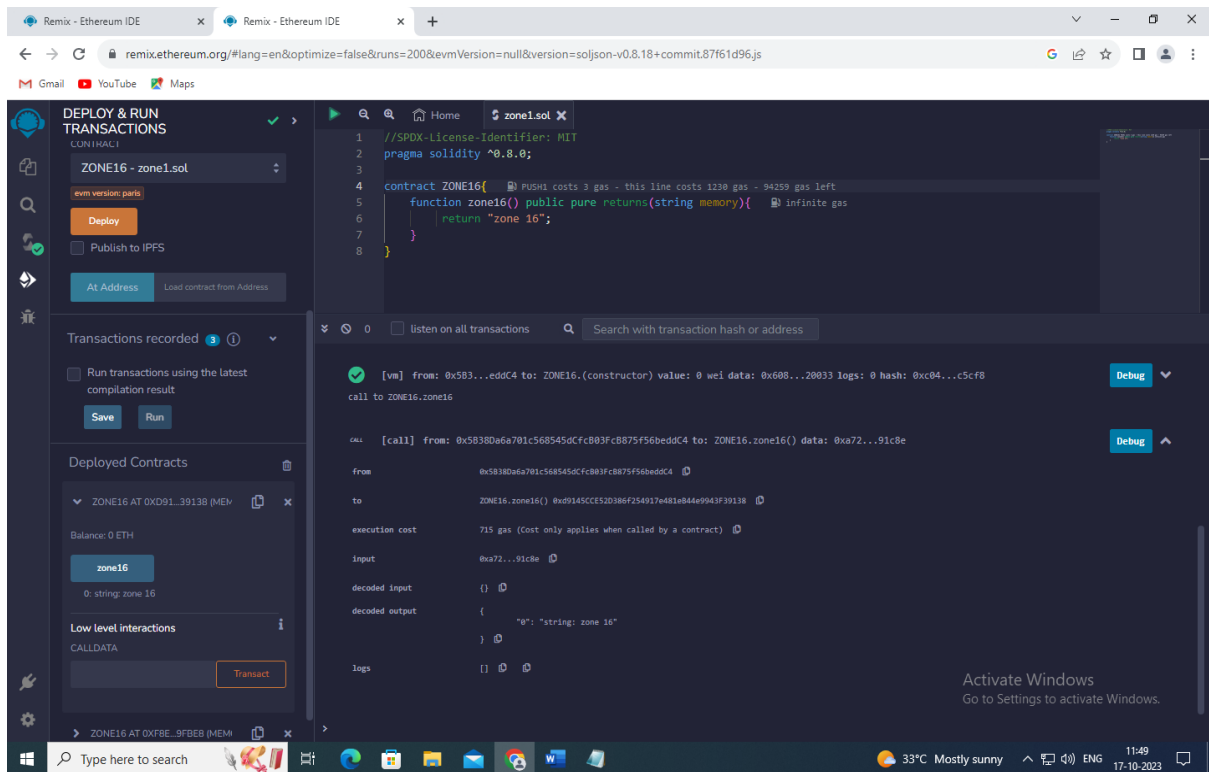 Remix - Ethereum IDE
Remix - Ethereum IDE
remix.ethereum.org/#lang=en&optimize=false&runs=200&evmVersion=null&version=soljson-v0.8.18+commit.87f61d96.js
Gmail YouTube Maps
DEPLOY & RUN
TRANSACTIONS
CONTRACT
ZONE16 - zone1.sol
evm version: paris
Deploy
Publish to IPFS
At Address Load contract from Address
Transactions recorded 3 i
Run transactions using the latest
compilation result
Save Run
Deployed Contracts
ZONE16 AT 0XD91...39138 (MEM
Balance: 0 ETH
zone16
0: string: zone 16
Low level interactions i
CALLDATA
Transact
ZONE16 AT 0XF8E...9FBE8 (MEM
Home zone1.sol
1 //SPDX-License-Identifier: MIT
2 pragma solidity ^0.8.0;
3
4 contract ZONE16{ PUSH1 costs 3 gas - this line costs 1230 gas - 94259 gas left
5 function zone16() public pure returns(string memory){ infinite gas
6 return "zone 16";
7 }
8 }
0 listen on all transactions Search with transaction hash or address
[vm] from: 0x5B3...eddC4 to: ZONE16.(constructor) value: 0 wei data: 0x608...20033 logs: 0 hash: 0xc04...c5cf8 Debug
call to ZONE16.zone16
CALL [call] from: 0x5B38Da6a701c568545dCfcB03FcB875f56beddC4 to: ZONE16.zone16() data: 0xa72...91c8e Debug
from 0x5B38Da6a701c568545dCfcB03FcB875f56beddC4
to ZONE16.zone16() 0xd9145CCE52D386f254917e481eB44e9943F39138
execution cost 715 gas (Cost only applies when called by a contract)
input 0xa72...91c8e
decoded input {}
decoded output {
"0": "string: zone 16"
}
logs []
>
Activate Windows
Go to Settings to activate Windows.
Type here to search
33°C Mostly sunny ENG
11:49
17-10-2023